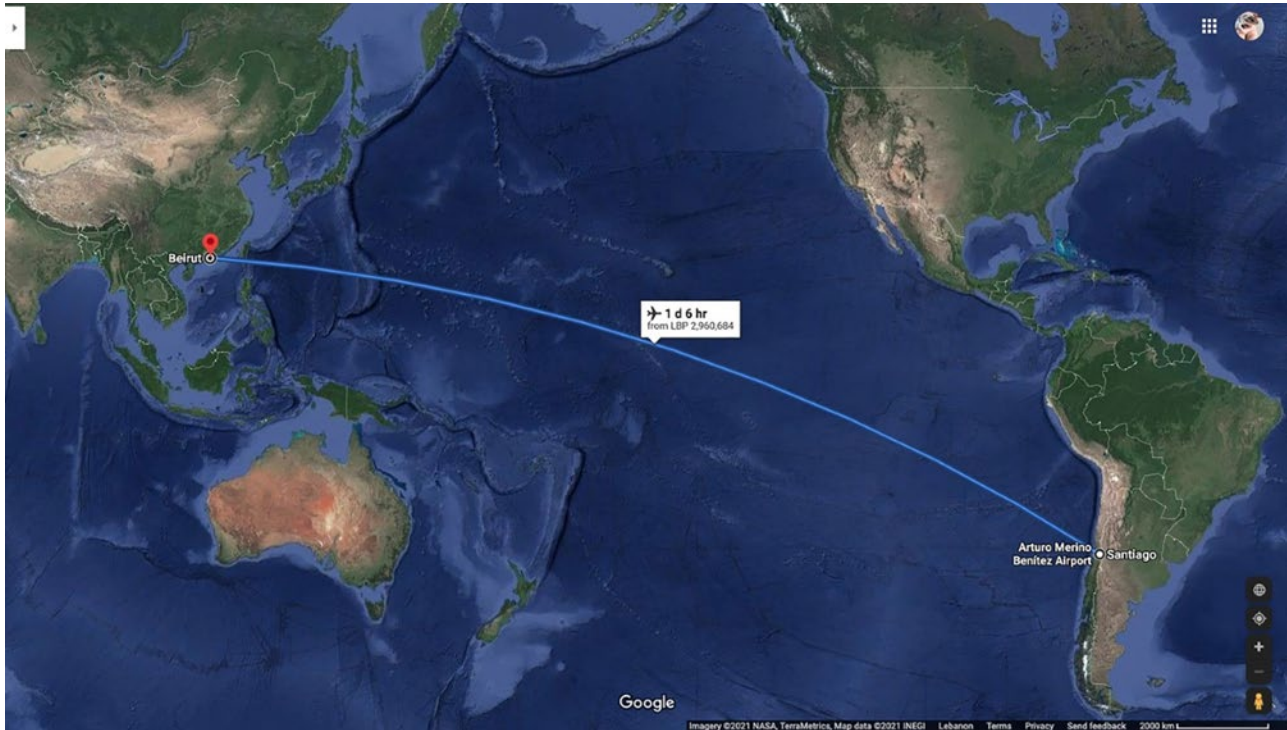 Beirut
1 d 6 hr
from LBP 2,960,684
Arturo Merino
Benítez Airport
Santiago
Google
Imagery ©2021 NASA, TerraMetrics, Map data ©2021 INEGI Lebanon Terms Privacy Send feedback 2000 km